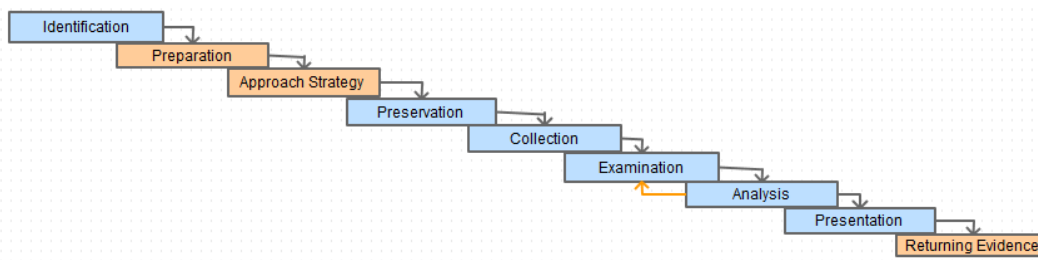 Identification
Preparation
Approach Strategy
Preservation
Collection
Examination
Analysis
Presentation
Returning Evidence